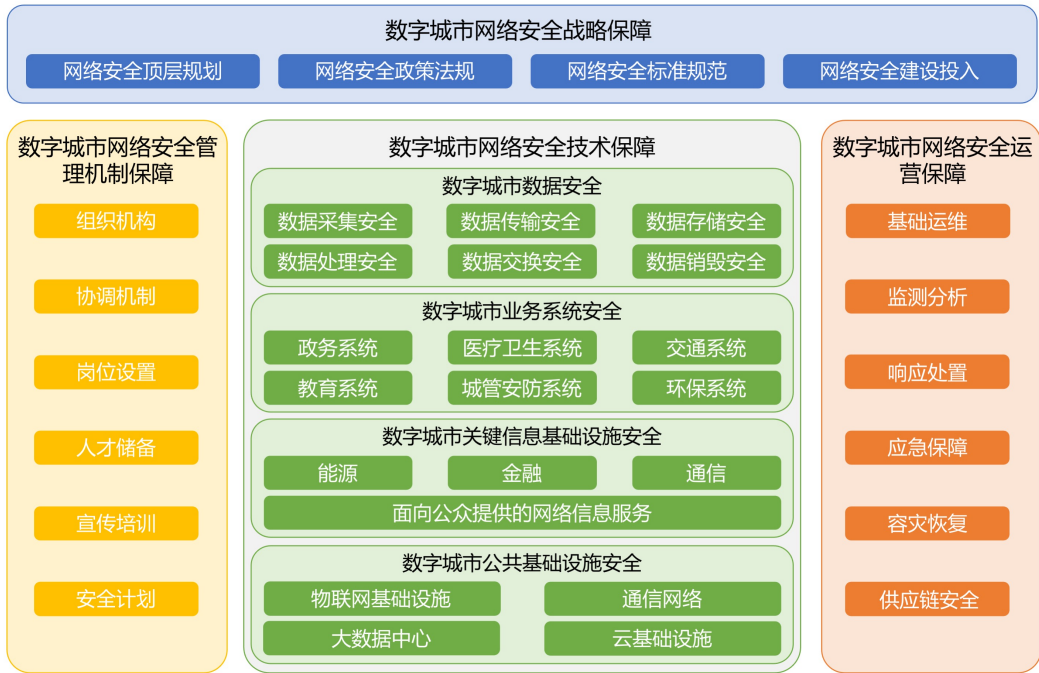 数字城市网络安全战略保障
网络安全顶层规划
网络安全政策法规
网络安全标准规范
网络安全建设投入
数字城市网络安全管
理机制保障
组织机构
协调机制
岗位设置
人才储备
宣传培训
安全计划
数字城市网络安全技术保障
数字城市数据安全
数据采集安全
数据传输安全
数据存储安全
数据处理安全
数据交换安全
数据销毁安全
数字城市业务系统安全
政务系统
医疗卫生系统
交通系统
教育系统
城管安防系统
环保系统
数字城市关键信息基础设施安全
能源
金融
通信
面向公众提供的网络信息服务
数字城市公共基础设施安全
物联网基础设施
通信网络
大数据中心
云基础设施
数字城市网络安全运
营保障
基础运维
监测分析
响应处置
应急保障
容灾恢复
供应链安全